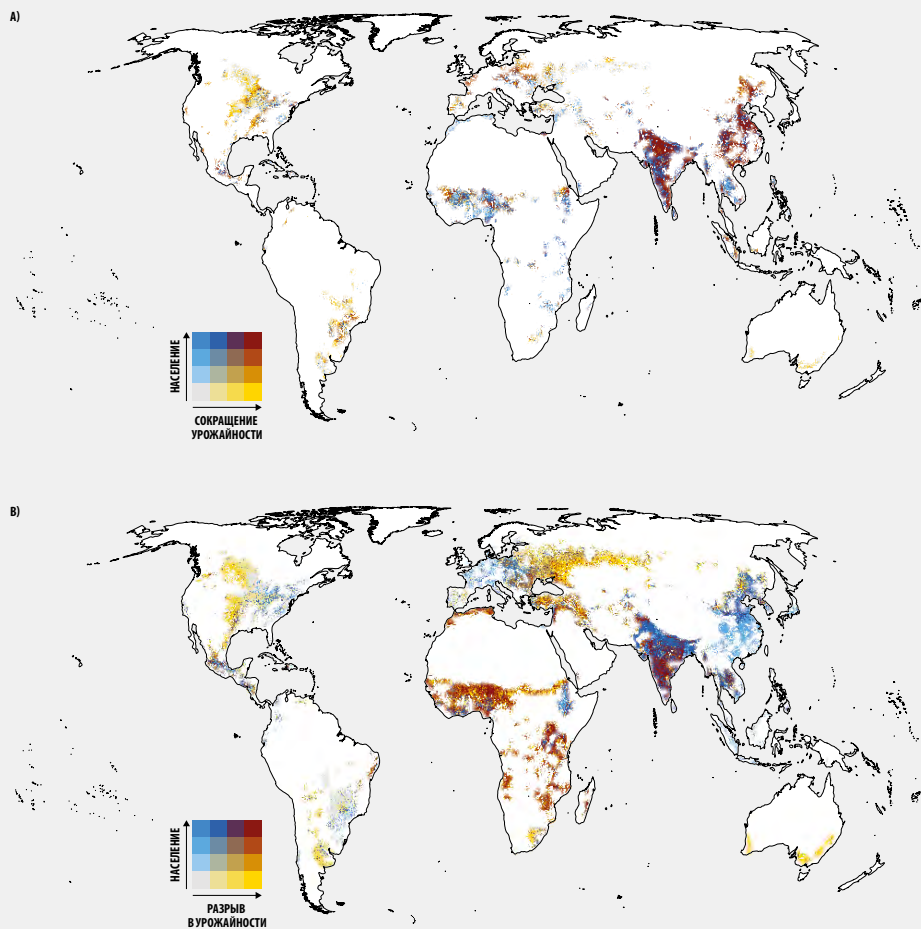 A)
НАСЕЛЕНИЕ
СОКРАЩЕНИЕ
УРОЖАЙНОСТИ
B)
НАСЕЛЕНИЕ
РАЗРЫВ
В УРОЖАЙНОСТИ